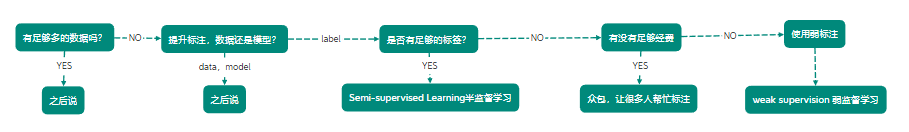 有足够多的数据吗?
NO
提升标注,数据还是模型?
label
是否有足够的标签?
NO
有没有足够经费
NO
使用弱标注
YES
data, model
YES
YES
之后说
之后说
Semi-supervised Learning半监督学习
众包,让很多人帮忙标注
weak supervision 弱监督学习